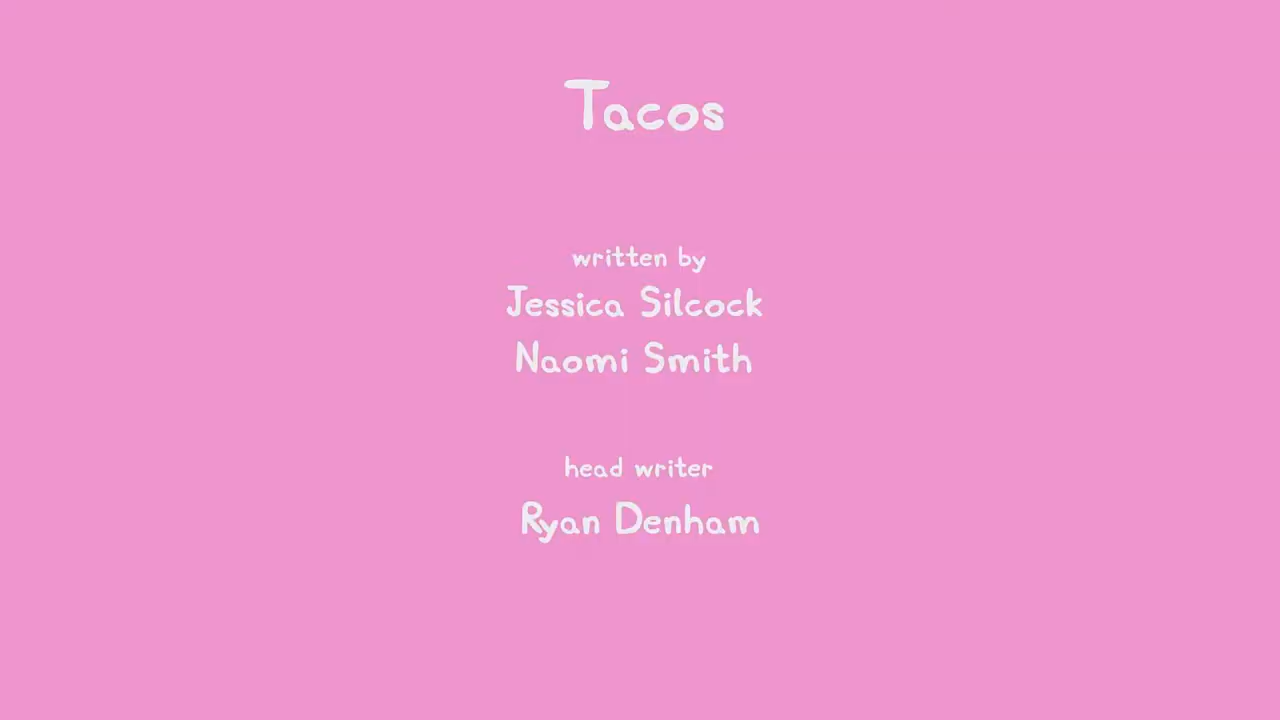 Tacos
written by
Jessica Silcock
Naomi Smith
head writer
Ryan Denham